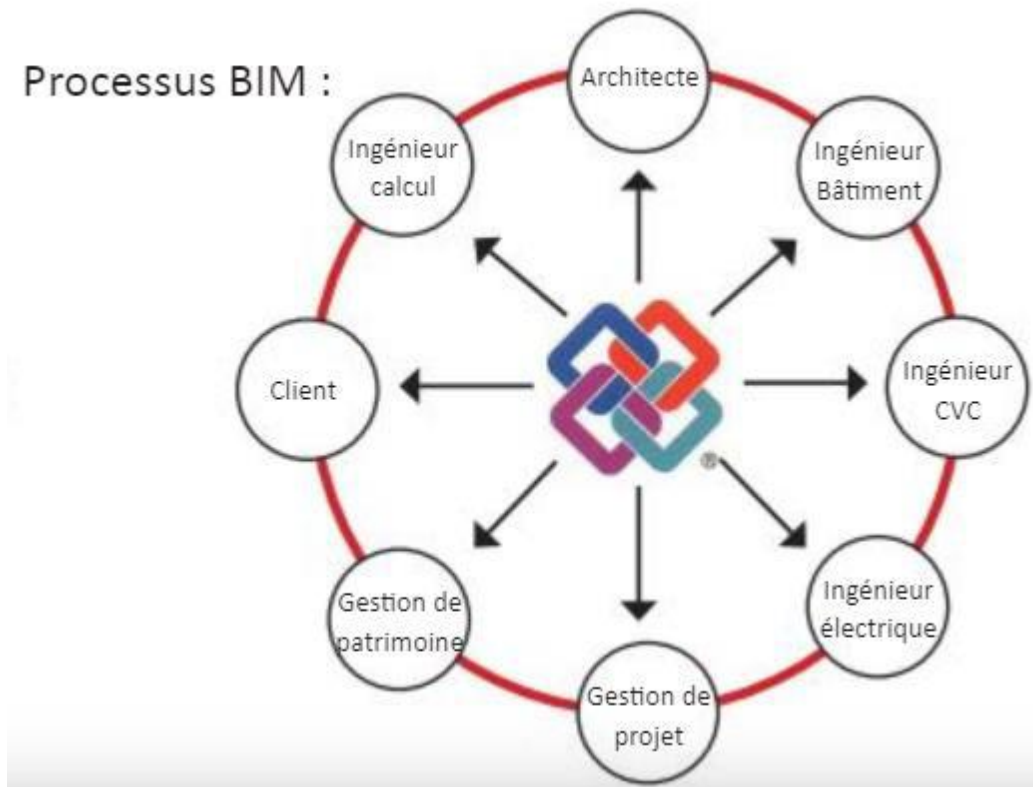 Processus BIM :
Architecte
Ingénieur
Bâtiment
Ingénieur
CVC
Ingénieur
électrique
Gestion de
projet
Gestion de
patrimoine
Client
Ingénieur
calcul
®